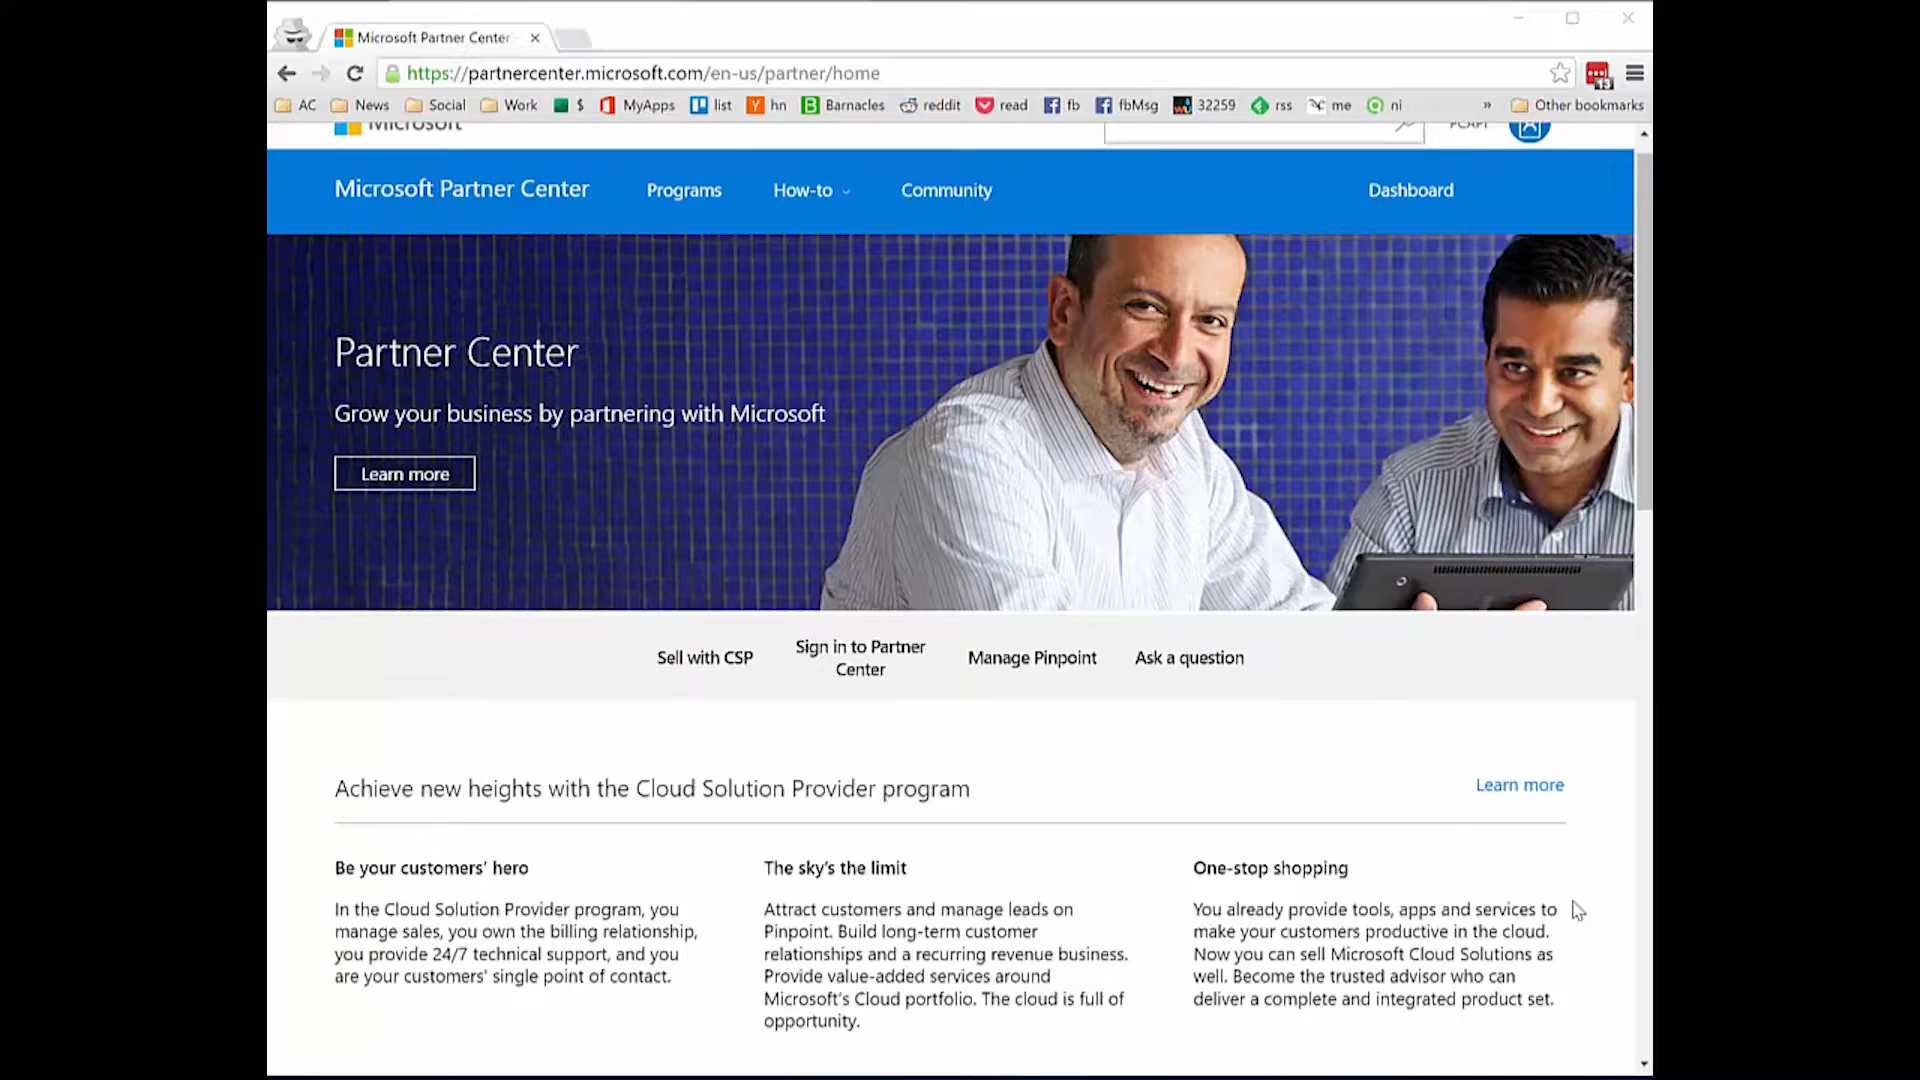 Microsoft Partner Center
https://partnercenter.microsoft.com/en-us/partner/home
13
AC News Social Work $ MyApps list hn Barnacles reddit read fb fbMsg 32259 rss me ni » Other bookmarks
Microsoft PCAPI
Microsoft Partner Center Programs How-to Community Dashboard
Partner Center
Grow your business by partnering with Microsoft
Learn more
Sell with CSP
Sign in to Partner
Center
Manage Pinpoint
Ask a question
Achieve new heights with the Cloud Solution Provider program
Learn more
Be your customers' hero
In the Cloud Solution Provider program, you
manage sales, you own the billing relationship,
you provide 24/7 technical support, and you
are your customers' single point of contact.
The sky's the limit
Attract customers and manage leads on
Pinpoint. Build long-term customer
relationships and a recurring revenue business.
Provide value-added services around
Microsoft's Cloud portfolio. The cloud is full of
opportunity.
One-stop shopping
You already provide tools, apps and services to
make your customers productive in the cloud.
Now you can sell Microsoft Cloud Solutions as
well. Become the trusted advisor who can
deliver a complete and integrated product set.